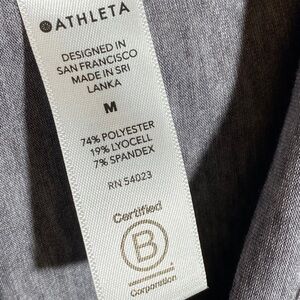 ATHLETA
DESIGNED IN
SAN FRANCISCO
MADE IN SRI
LANKA
M
74% POLYESTER
19% LYOCELL
7% SPANDEX
RN 54023
Certified
B
Corporation